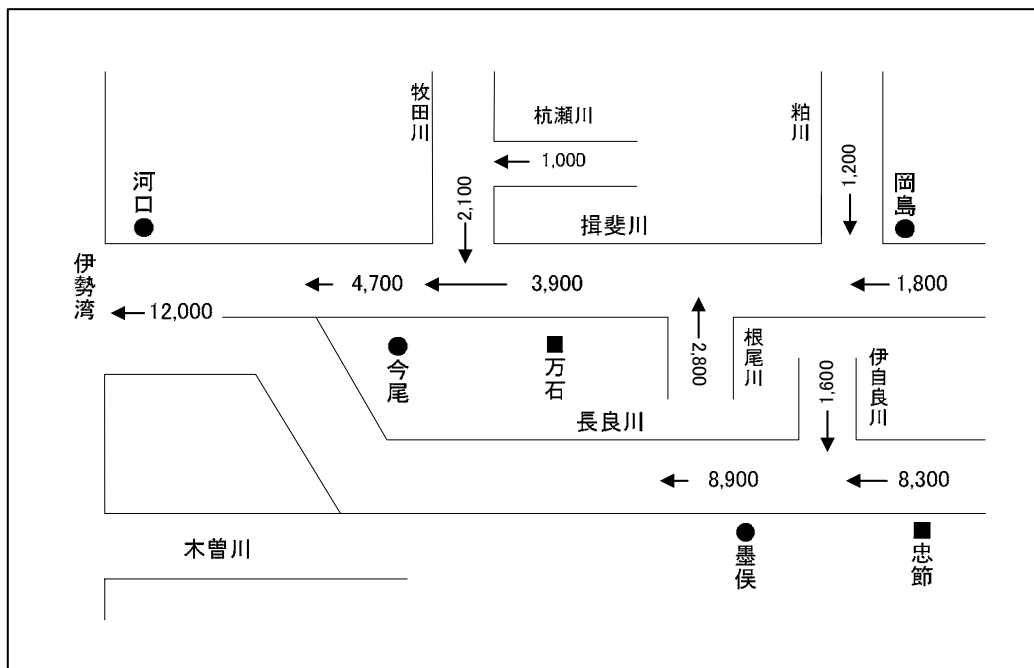 牧田川
杭瀬川
粕川
1,000
1,200
岡島
河口
2,100
揖斐川
伊勢湾
4,700
3,900
1,800
12,000
今尾
万石
2,800
根尾川
1,600
伊自良川
長良川
8,900
8,300
木曽川
墨俣
忠節